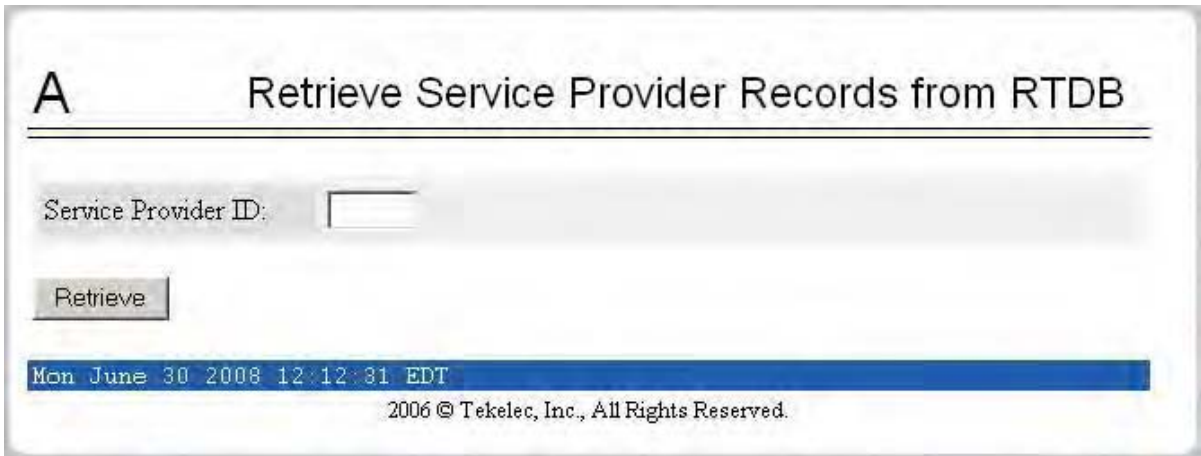 A Retrieve Service Provider Records from RTDB
Service Provider ID:
Retrieve
Mon June 30 2008 12:12:31 EDT
2006 © Tekelec, Inc., All Rights Reserved.